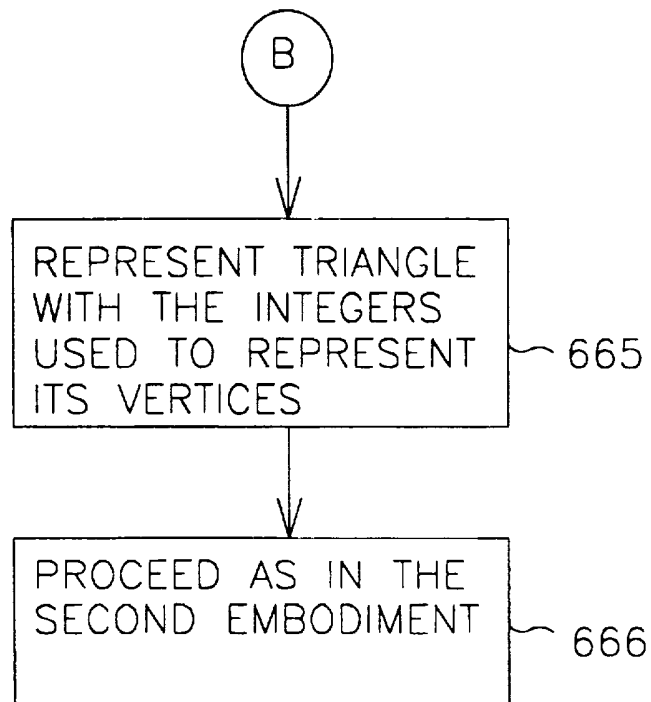 B
REPRESENT TRIANGLE
WITH THE INTEGERS
USED TO REPRESENT
ITS VERTICES
665
PROCEED AS IN THE
SECOND EMBODIMENT
666